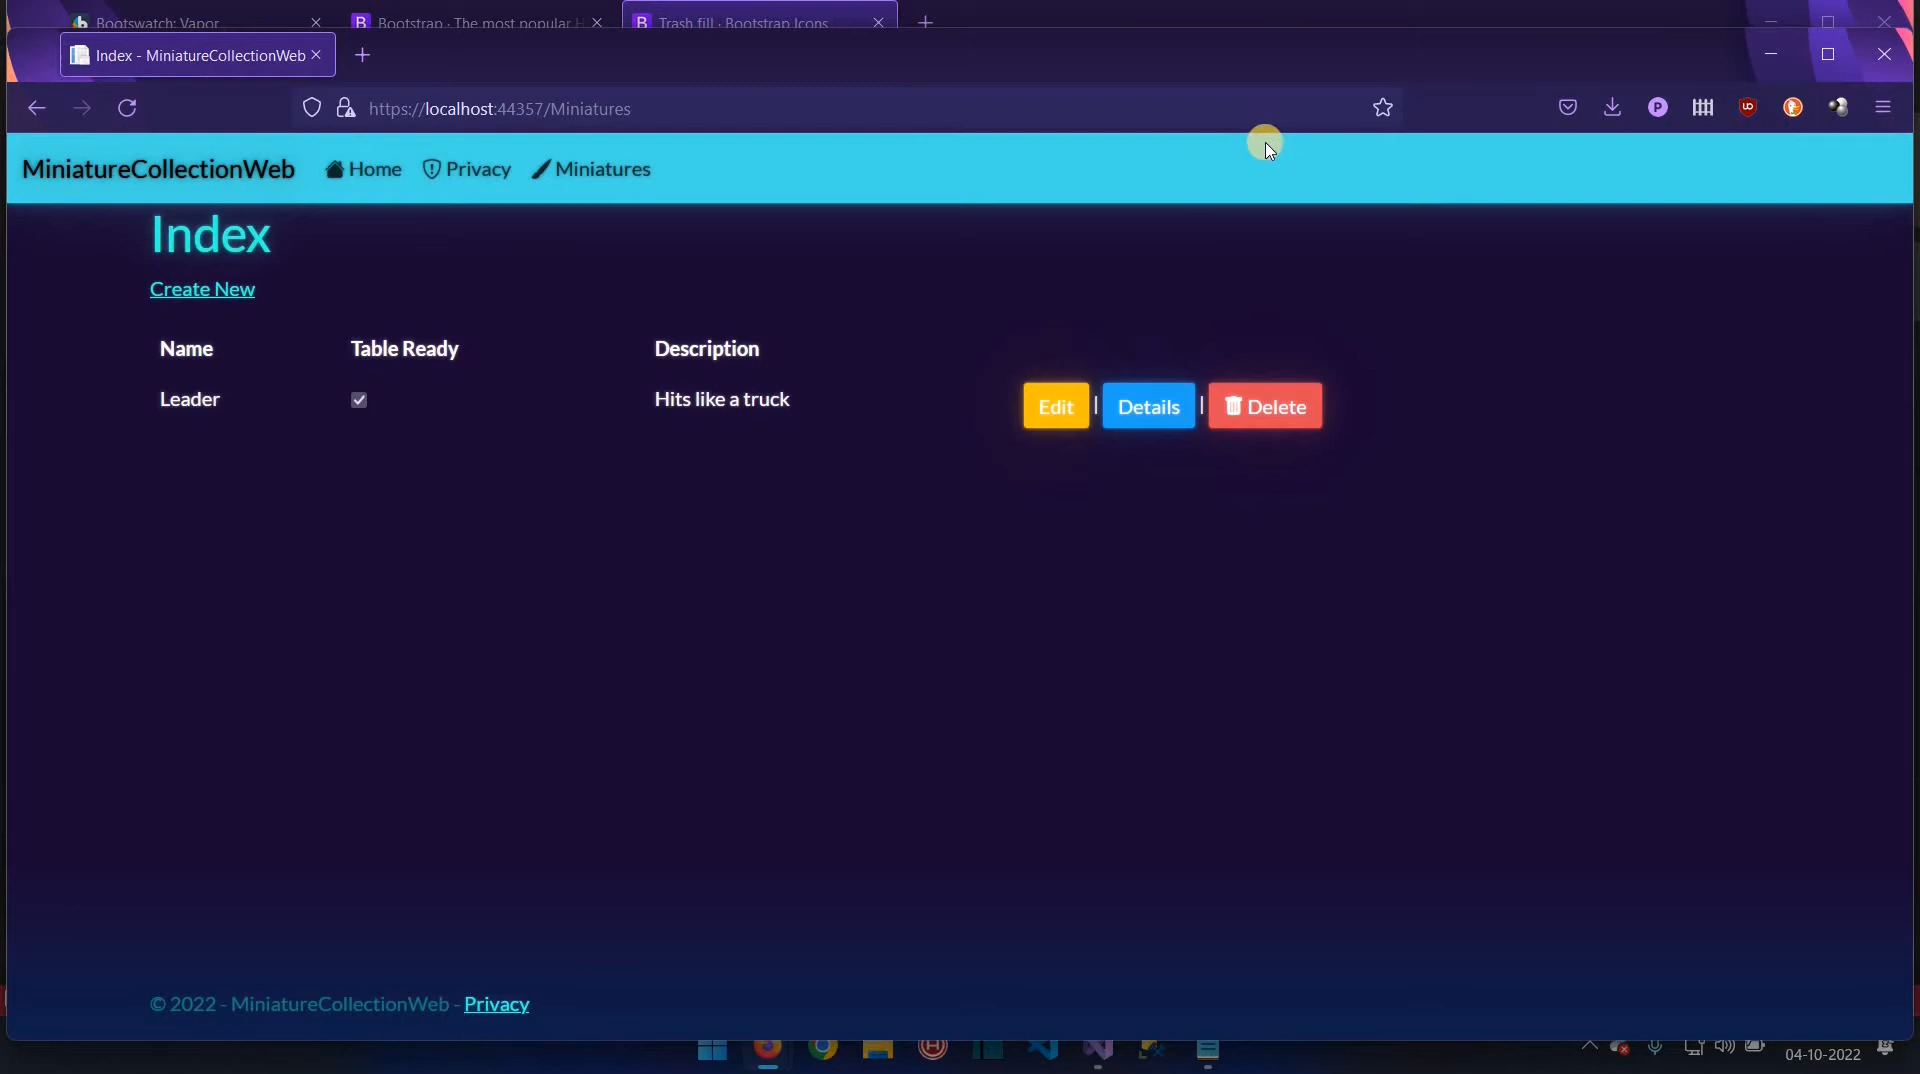 Bootswatch: Vapor
Bootstrap · The most popular H
Trash fill · Bootstrap Icons
Index - MiniatureCollectionWeb
https://localhost:44357/Miniatures
MiniatureCollectionWeb Home Privacy Miniatures
Index
Create New
Name Table Ready Description
Leader Hits like a truck Edit | Details | Delete
© 2022 - MiniatureCollectionWeb - Privacy
04-10-2022